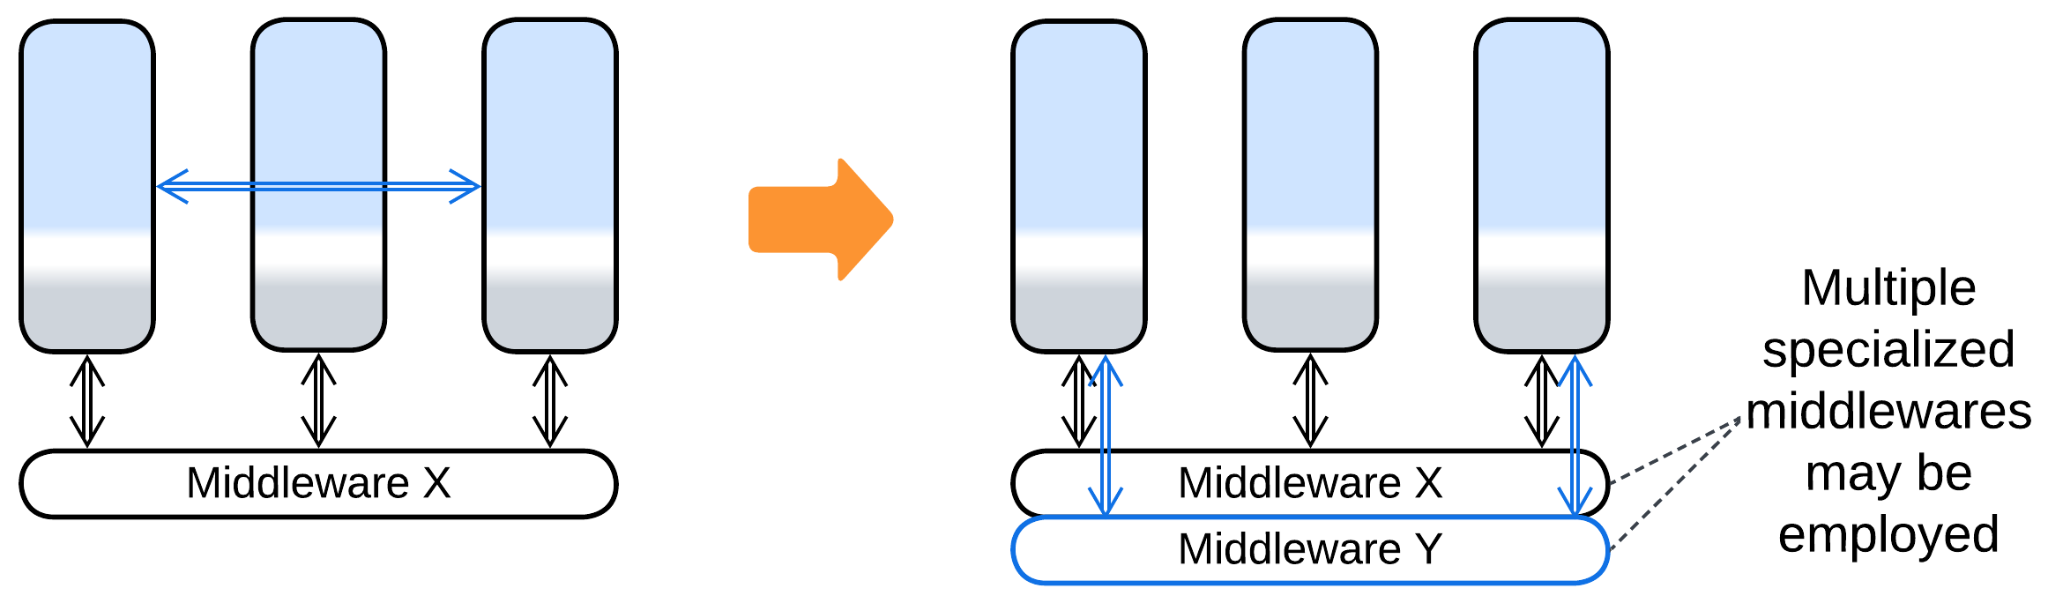 Middleware X
Middleware X
Middleware Y
Multiple
specialized
middlewares
may be
employed